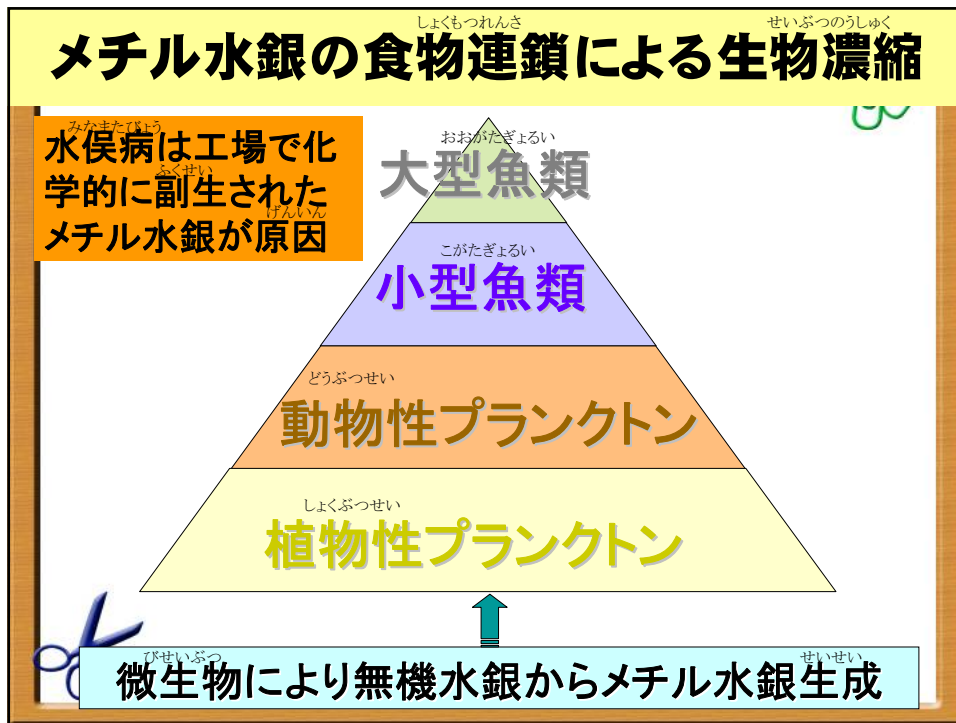 しょくもつれんさ せいぶつのうしゅく
メチル水銀の食物連鎖による生物濃縮
みなまたびょう
水俣病は工場で化
ふくせい
学的に副生された
げんいん
メチル水銀が原因
おおがたぎょるい
大型魚類
こがたぎょるい
小型魚類
どうぶつせい
動物性プランクトン
しょくぶつせい
植物性プランクトン
びせいぶつ せいせい
微生物により無機水銀からメチル水銀生成